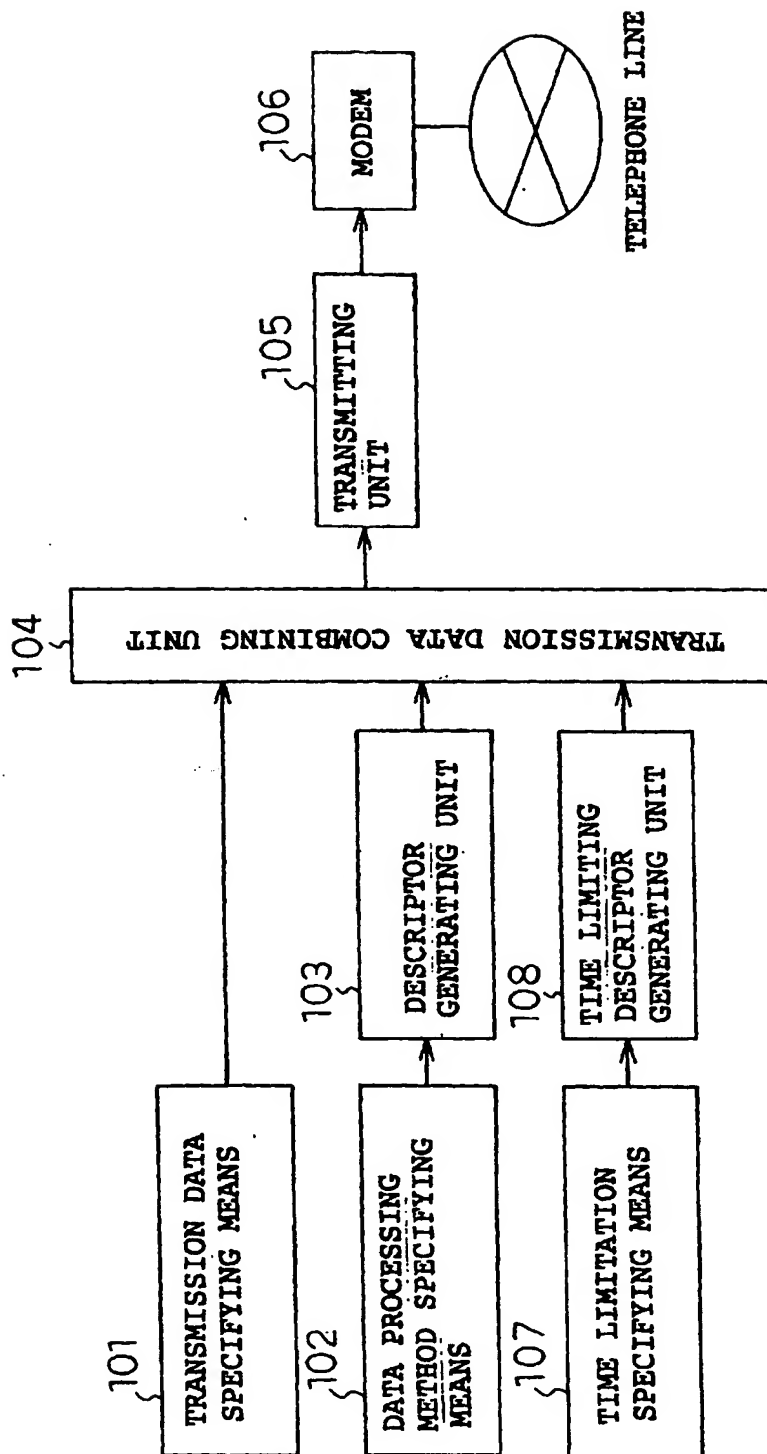 101
TRANSMISSION DATA
SPECIFYING MEANS
102
DATA PROCESSING
METHOD SPECIFYING
MEANS
107
TIME LIMITATION
SPECIFYING MEANS
103
DESCRIPTOR
GENERATING UNIT
108
TIME LIMITING
DESCRIPTOR
GENERATING UNIT
104
TRANSMISSION DATA COMBINING UNIT
105
TRANSMITTING
UNIT
106
MODEM
TELEPHONE LINE